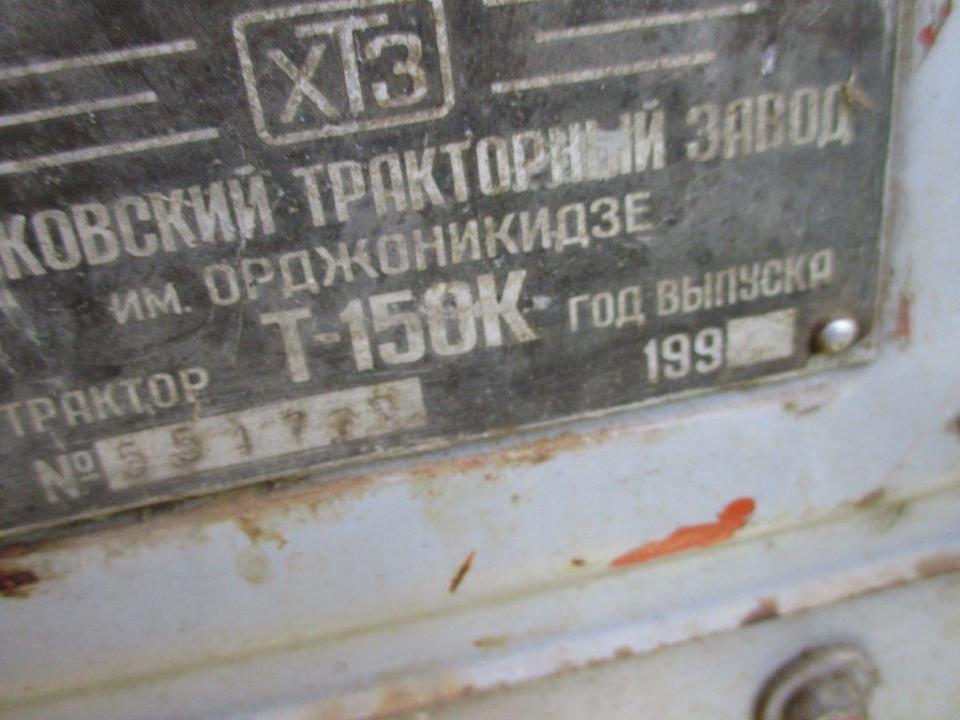 ХТЗ
КОВСКИЙ ТРАКТОРНЫЙ ЗАВОД
ИМ. ОРДЖОНИКИДЗЕ
Т-150К ГОД ВЫПУСКА
ТРАКТОР 199
№